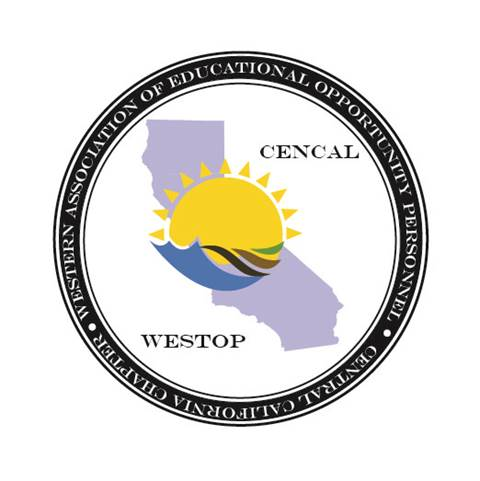 WESTERN ASSOCIATION OF EDUCATIONAL OPPORTUNITY PERSONNEL
CENTRAL CALIFORNIA CHAPTER
CENCAL
WESTOP